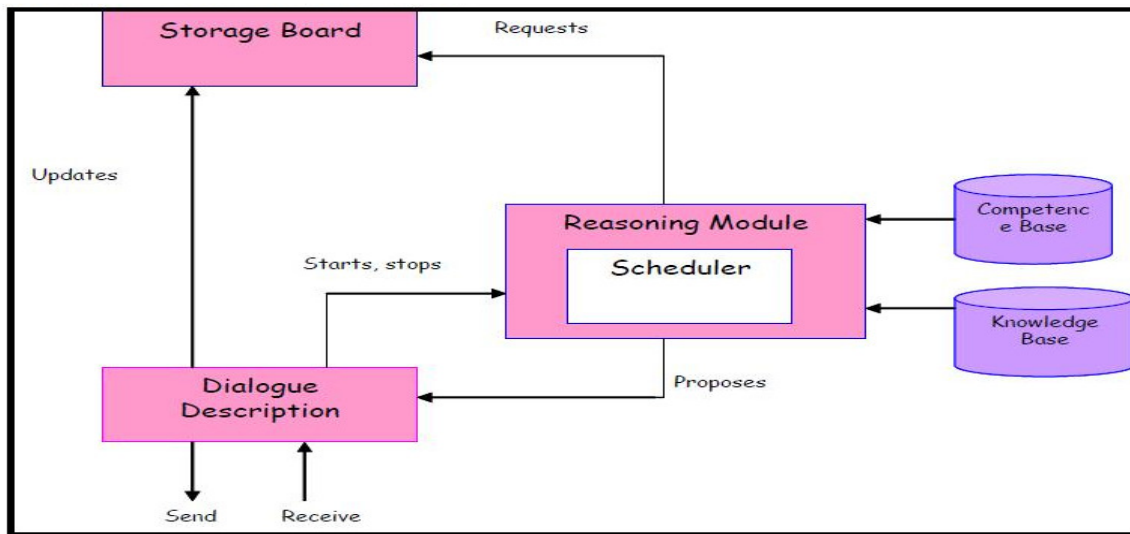 Storage Board
Requests
Updates
Competenc
e Base
Reasoning Module
Starts, stops
Scheduler
Knowledge
Base
Dialogue
Description
Proposes
Send
Receive